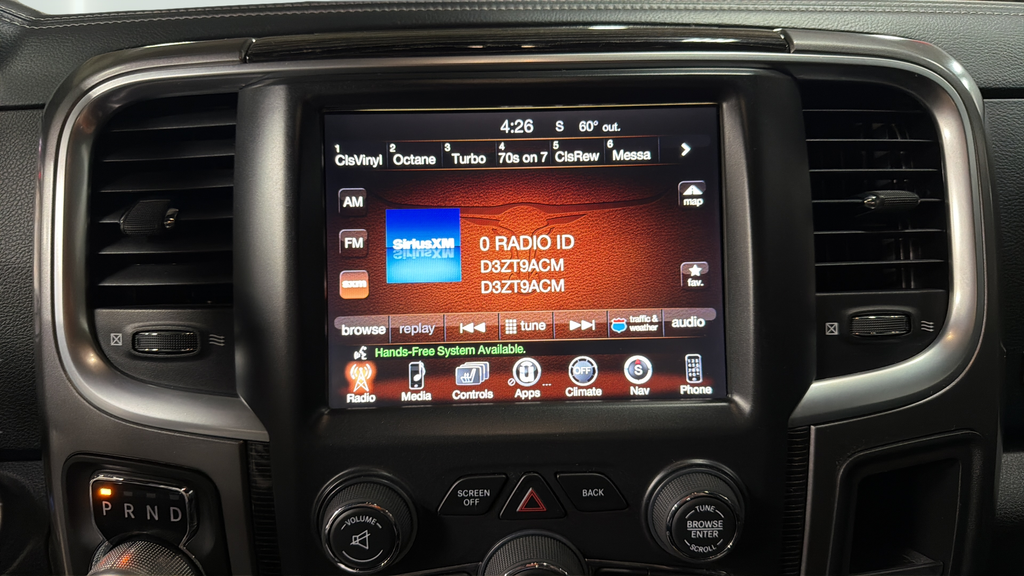 4:26 S 60° out.
1 ClsVinyl 2 Octane 3 Turbo 4 70s on 7 5 ClsRew 6 Messa
AM
map
SiriusXM
0 RADIO ID
FM
D3ZT9ACM
D3ZT9ACM
fav.
browse replay tune traffic & weather audio
Hands-Free System Available.
Radio Media Controls Apps ... OFF Climate S Nav Phone
SCREEN OFF
BACK
P R N D
VOLUME
TUNE
BROWSE
ENTER
SCROLL